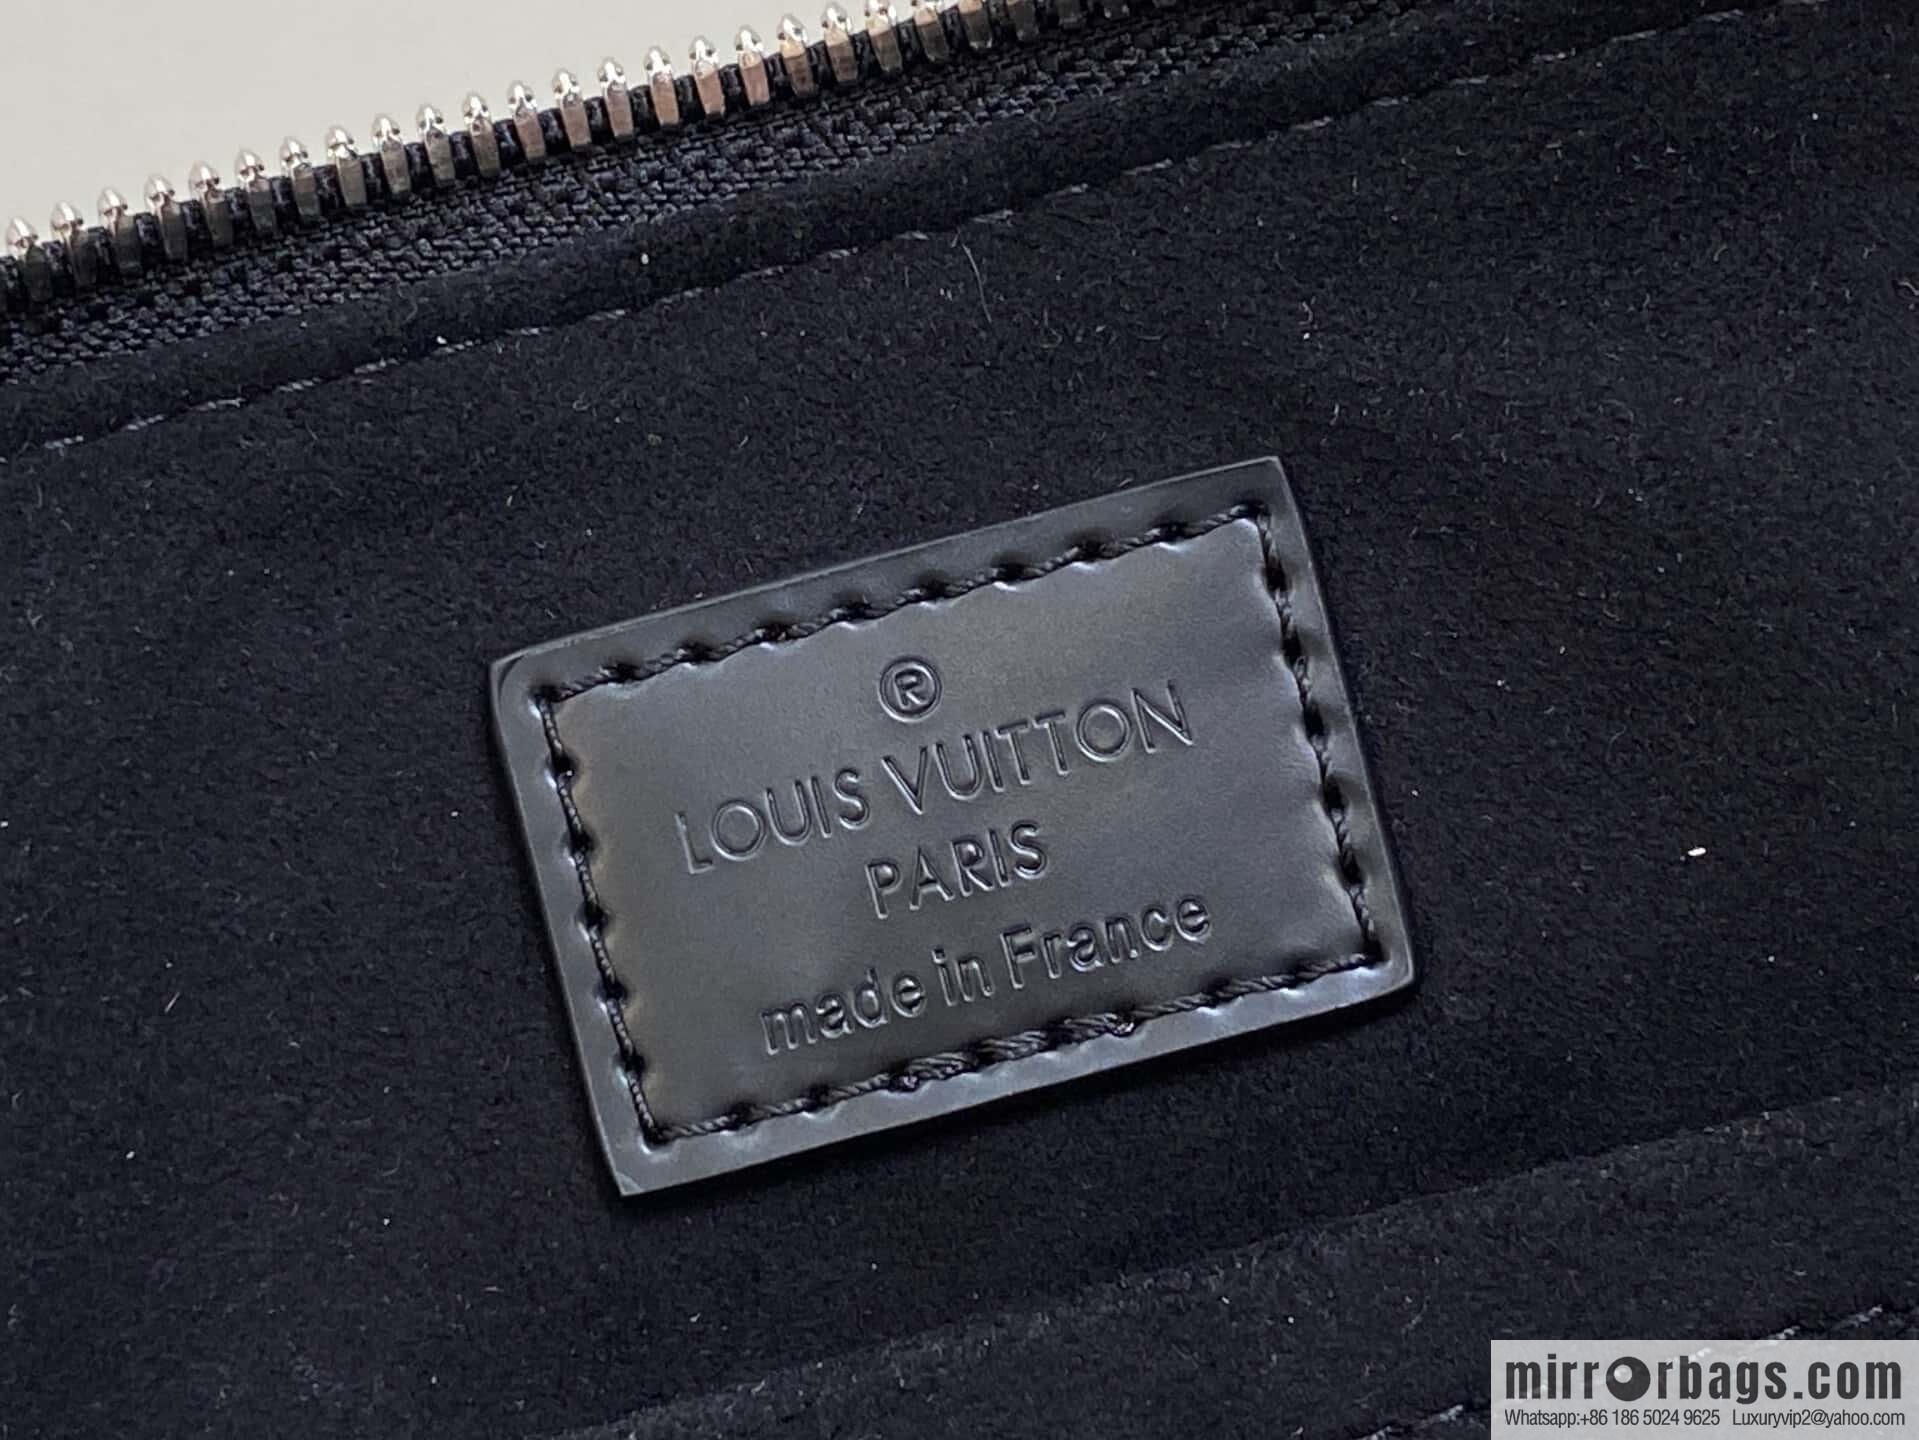 ®
LOUIS VUITTON
PARIS
made in France
mirrorbags.com
Whatsapp:+86 186 5024 9625 Luxuryvip2@yahoo.com